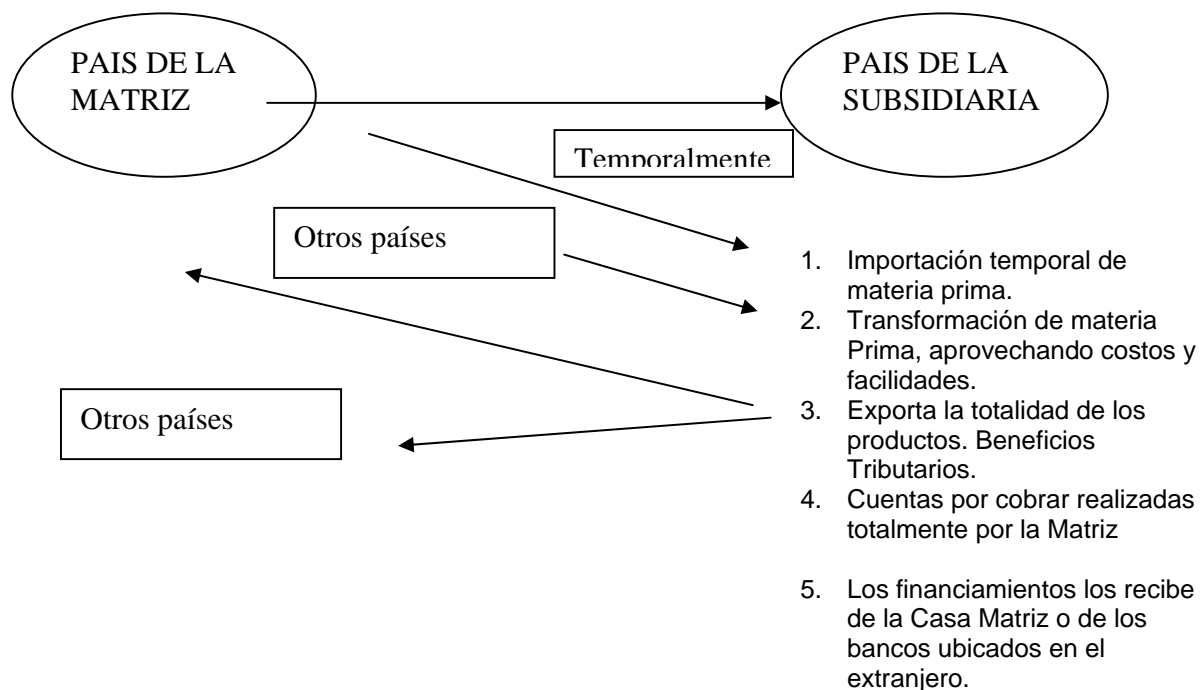 PAIS DE LA
MATRIZ
PAIS DE LA
SUBSIDIARIA
Temporalmente
Otros países
1. Importación temporal de
materia prima.
2. Transformación de materia
Prima, aprovechando costos y
facilidades.
3. Exporta la totalidad de los
productos. Beneficios
Tributarios.
4. Cuentas por cobrar realizadas
totalmente por la Matriz
5. Los financiamientos los recibe
de la Casa Matriz o de los
bancos ubicados en el
extranjero.
Otros países